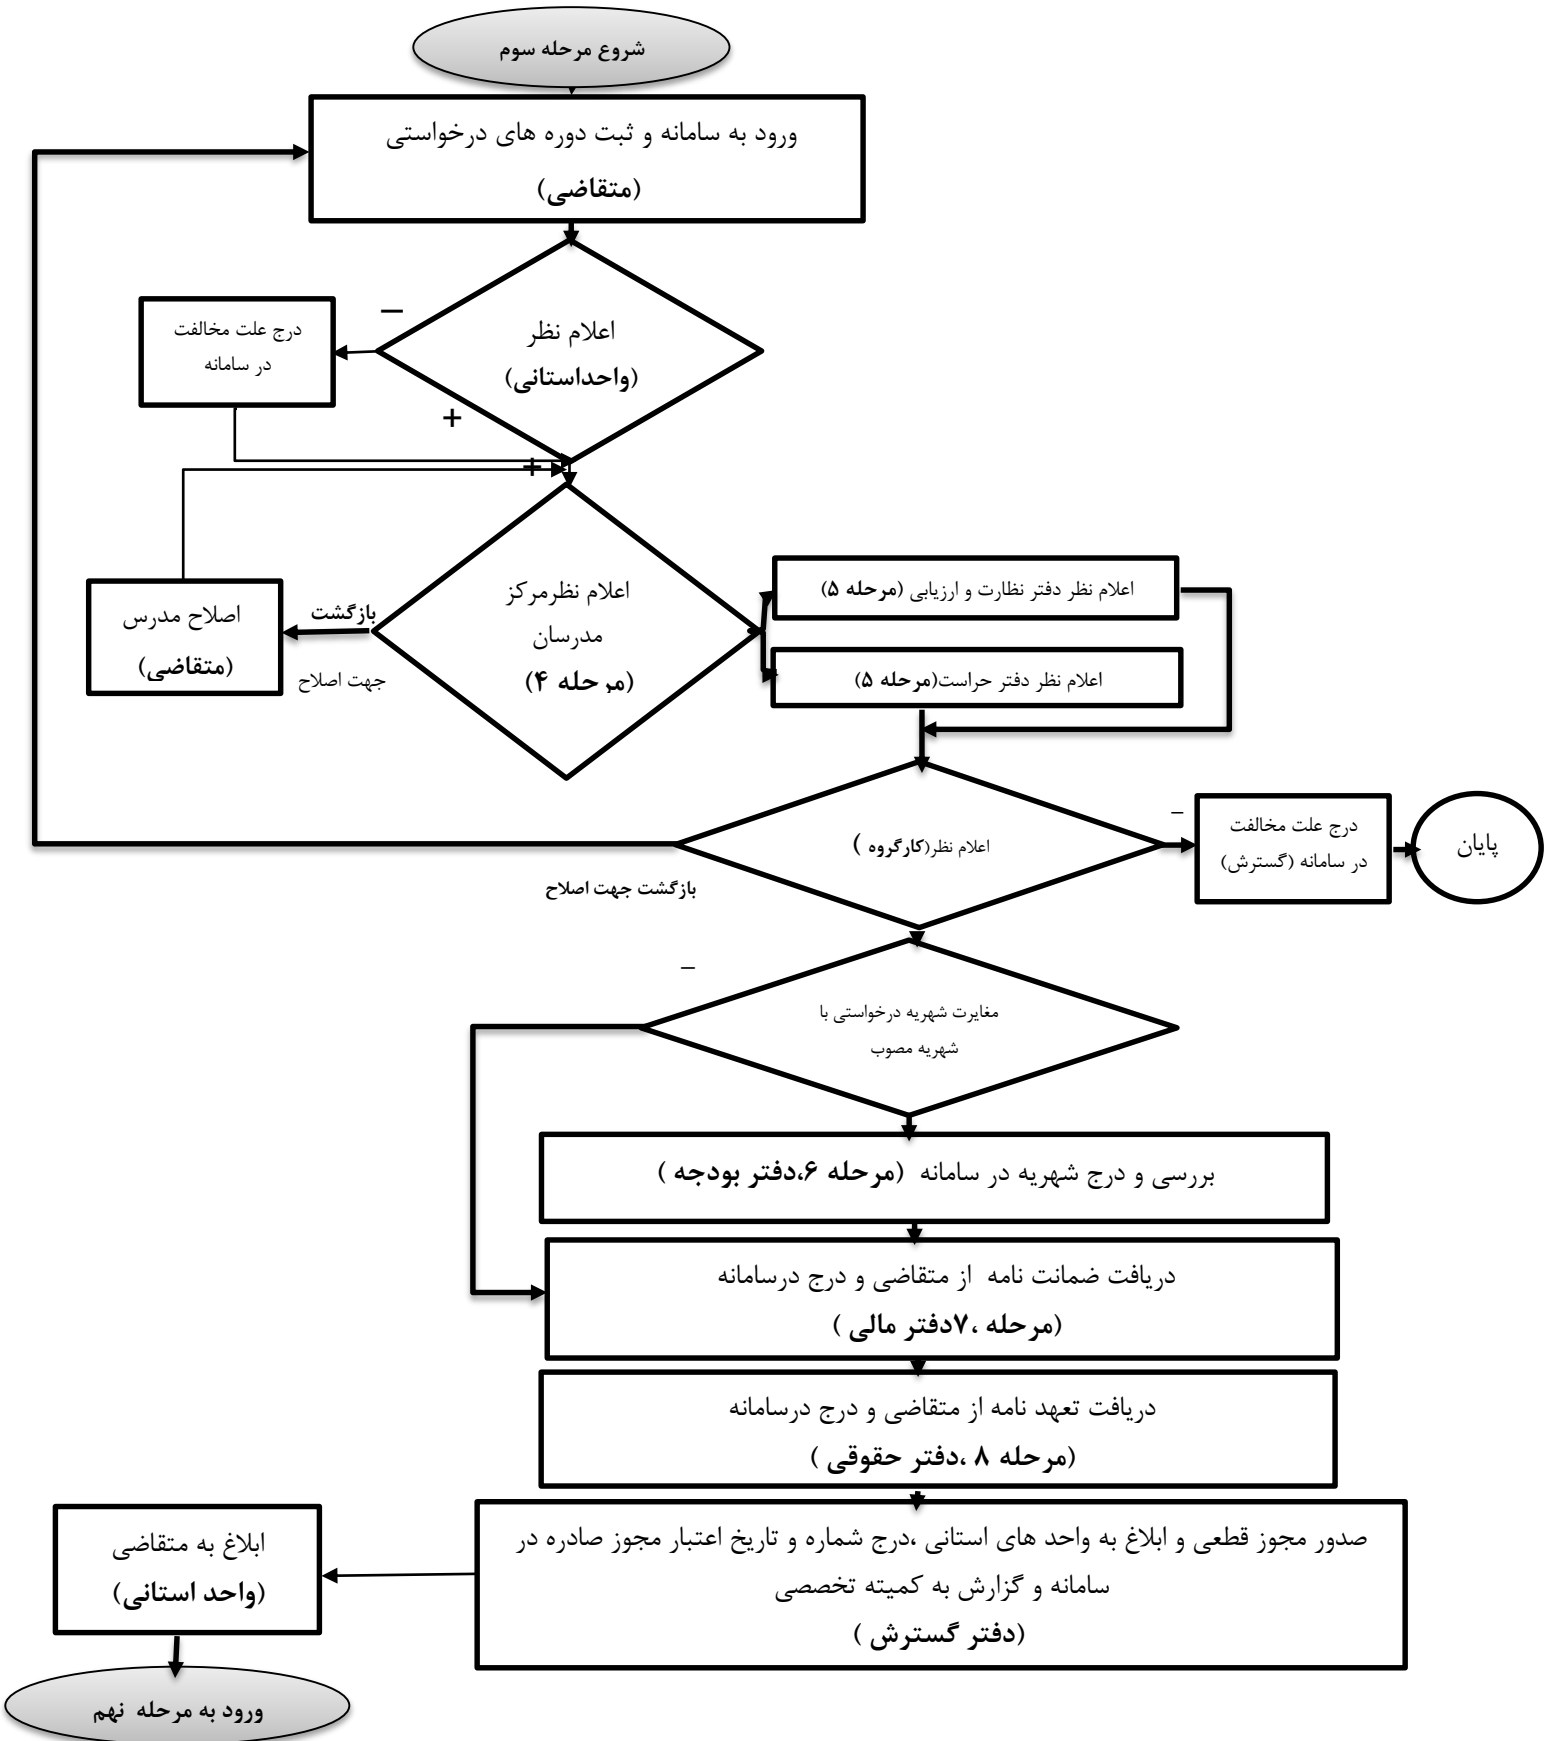 شروع مرحله سوم
ورود به سامانه و ثبت دوره های درخواستی
(متقاضی)
–
درج علت مخالفت
در سامانه
اعلام نظر
(واحداستانی)
+
+
اعلام نظرمرکز
مدرسان
(مرحله ۴)
بازگشت
جهت اصلاح
اصلاح مدرس
(متقاضی)
اعلام نظر دفتر نظارت و ارزیابی (مرحله ۵)
اعلام نظر دفتر حراست(مرحله ۵)
اعلام نظر(کارگروه )
–
درج علت مخالفت
در سامانه (گسترش)
پایان
بازگشت جهت اصلاح
–
مغایرت شهریه درخواستی با
شهریه مصوب
بررسی و درج شهریه در سامانه (مرحله ۶،دفتر بودجه )
دریافت ضمانت نامه از متقاضی و درج درسامانه
(مرحله ،۷دفتر مالی )
دریافت تعهد نامه از متقاضی و درج درسامانه
(مرحله ۸ ،دفتر حقوقی )
صدور مجوز قطعی و ابلاغ به واحد های استانی ،درج شماره و تاریخ اعتبار مجوز صادره در
سامانه و گزارش به کمیته تخصصی
(دفتر گسترش )
ابلاغ به متقاضی
(واحد استانی)
ورود به مرحله نهم